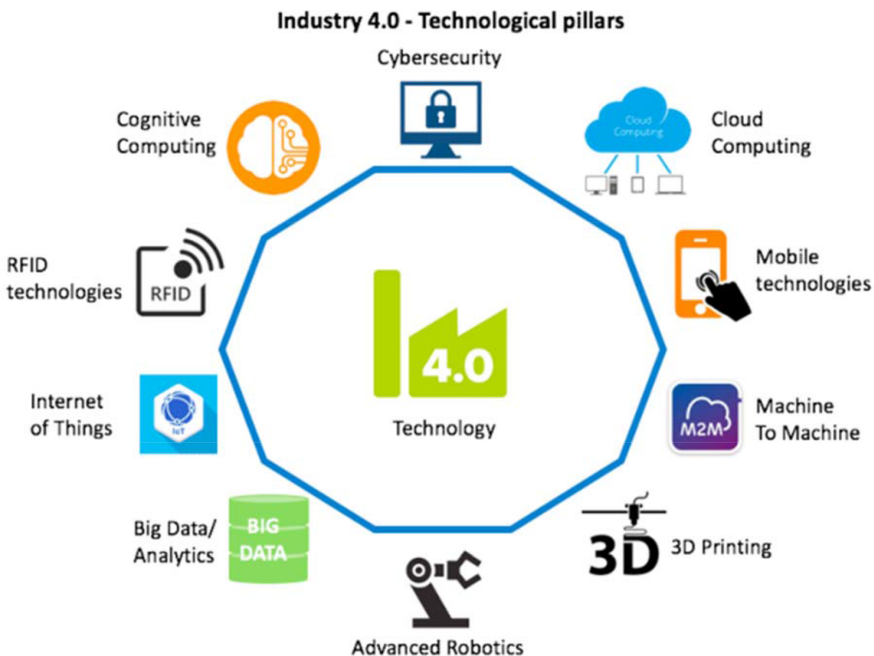 Industry 4.0 - Technological pillars
Cybersecurity
Cloud
Computing
Cloud
Computing
Mobile
technologies
M2M
Machine
To Machine
3D
3D Printing
Advanced Robotics
BIG
DATA
Big Data/
Analytics
IoT
Internet
of Things
RFID
RFID
technologies
Cognitive
Computing
4.0
Technology